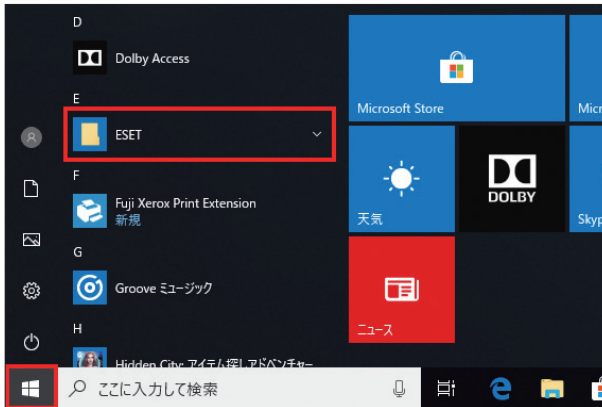 D
Dolby Access
E
ESET
F
Fuji Xerox Print Extension
新規
G
Groove ミュージック
H
Hidden City: アイテム探しアドベンチャー
Microsoft Store
Micr
天気
DOLBY
Skyp
ニュース
ここに入力して検索